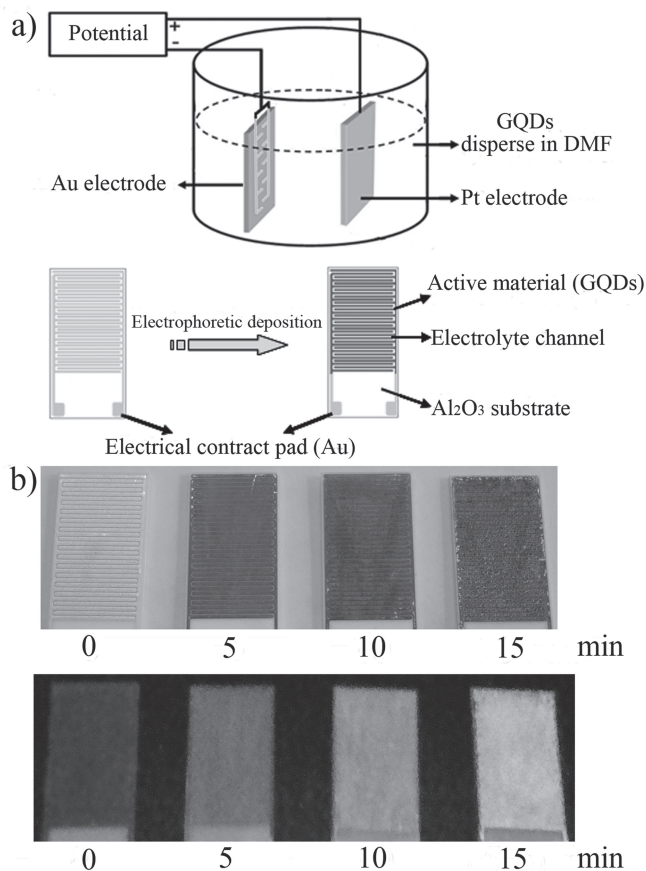 a)
Potential
+
-
GQDs
disperse in DMF
Au electrode
Pt electrode
Active material (GQDs)
Electrophoretic deposition
Electrolyte channel
Al2O3 substrate
Electrical contract pad (Au)
b)
0 5 10 15 min
0 5 10 15 min